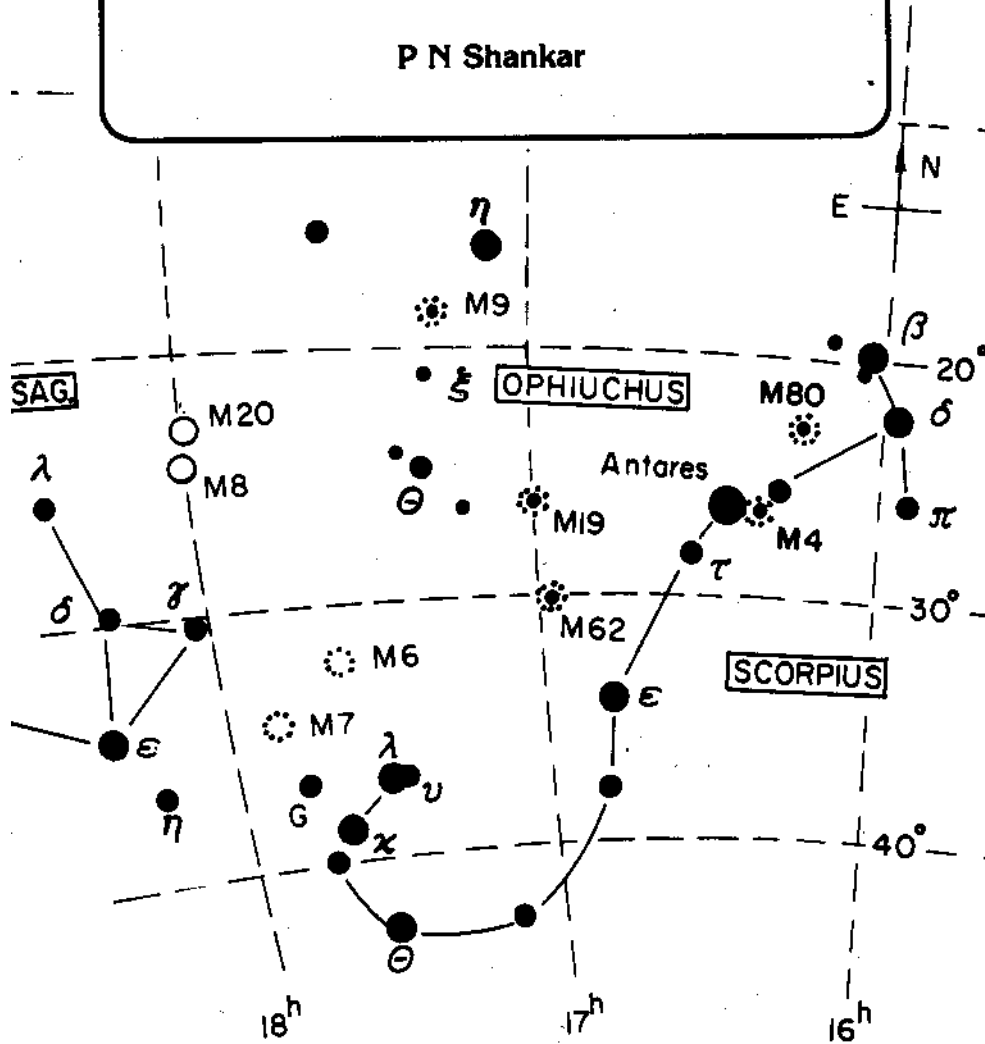 P N Shankar
N
E
η
M9
β
20°
SAG.
ξ
OPHIUCHUS
M80
δ
M20
λ
M8
Antares
Θ
M19
M4
π
τ
δ
γ
30°
M62
M6
SCORPIUS
ε
M7
ε
λ
υ
G
η
κ
40°
Θ
18h
17h
16h